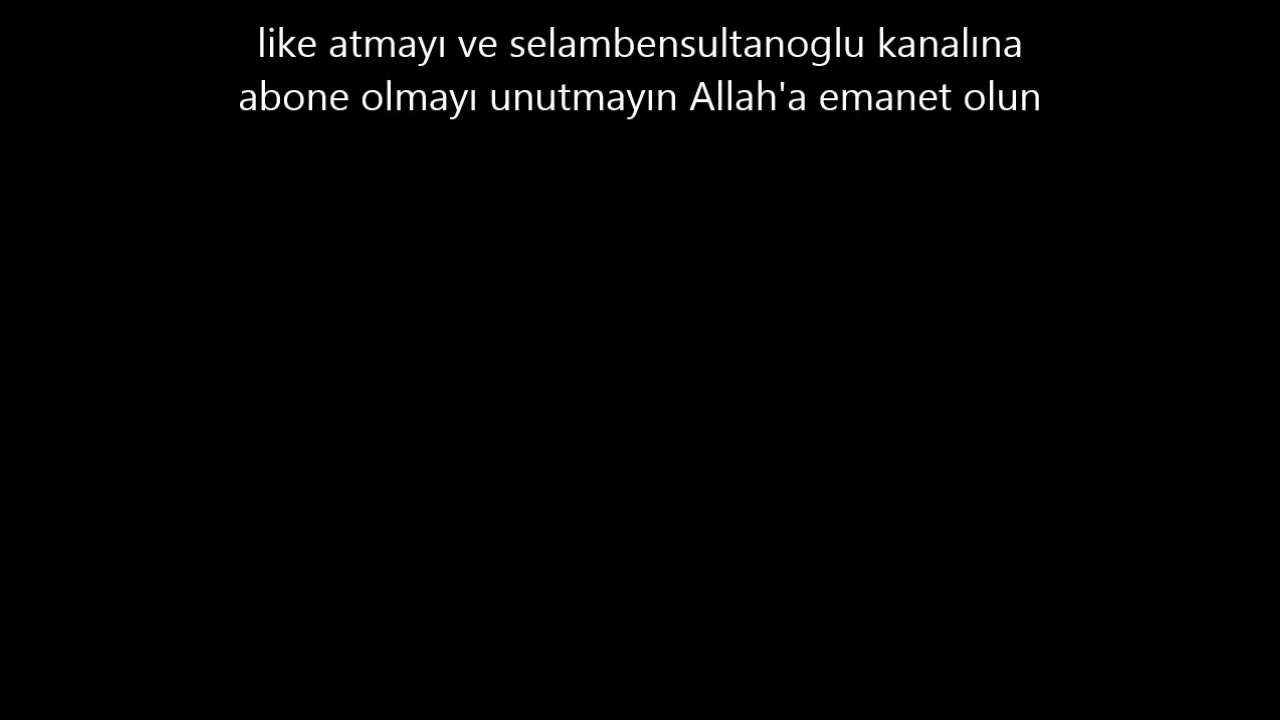 like atmayı ve selambensultanoglu kanalına
abone olmayı unutmayın Allah'a emanet olun